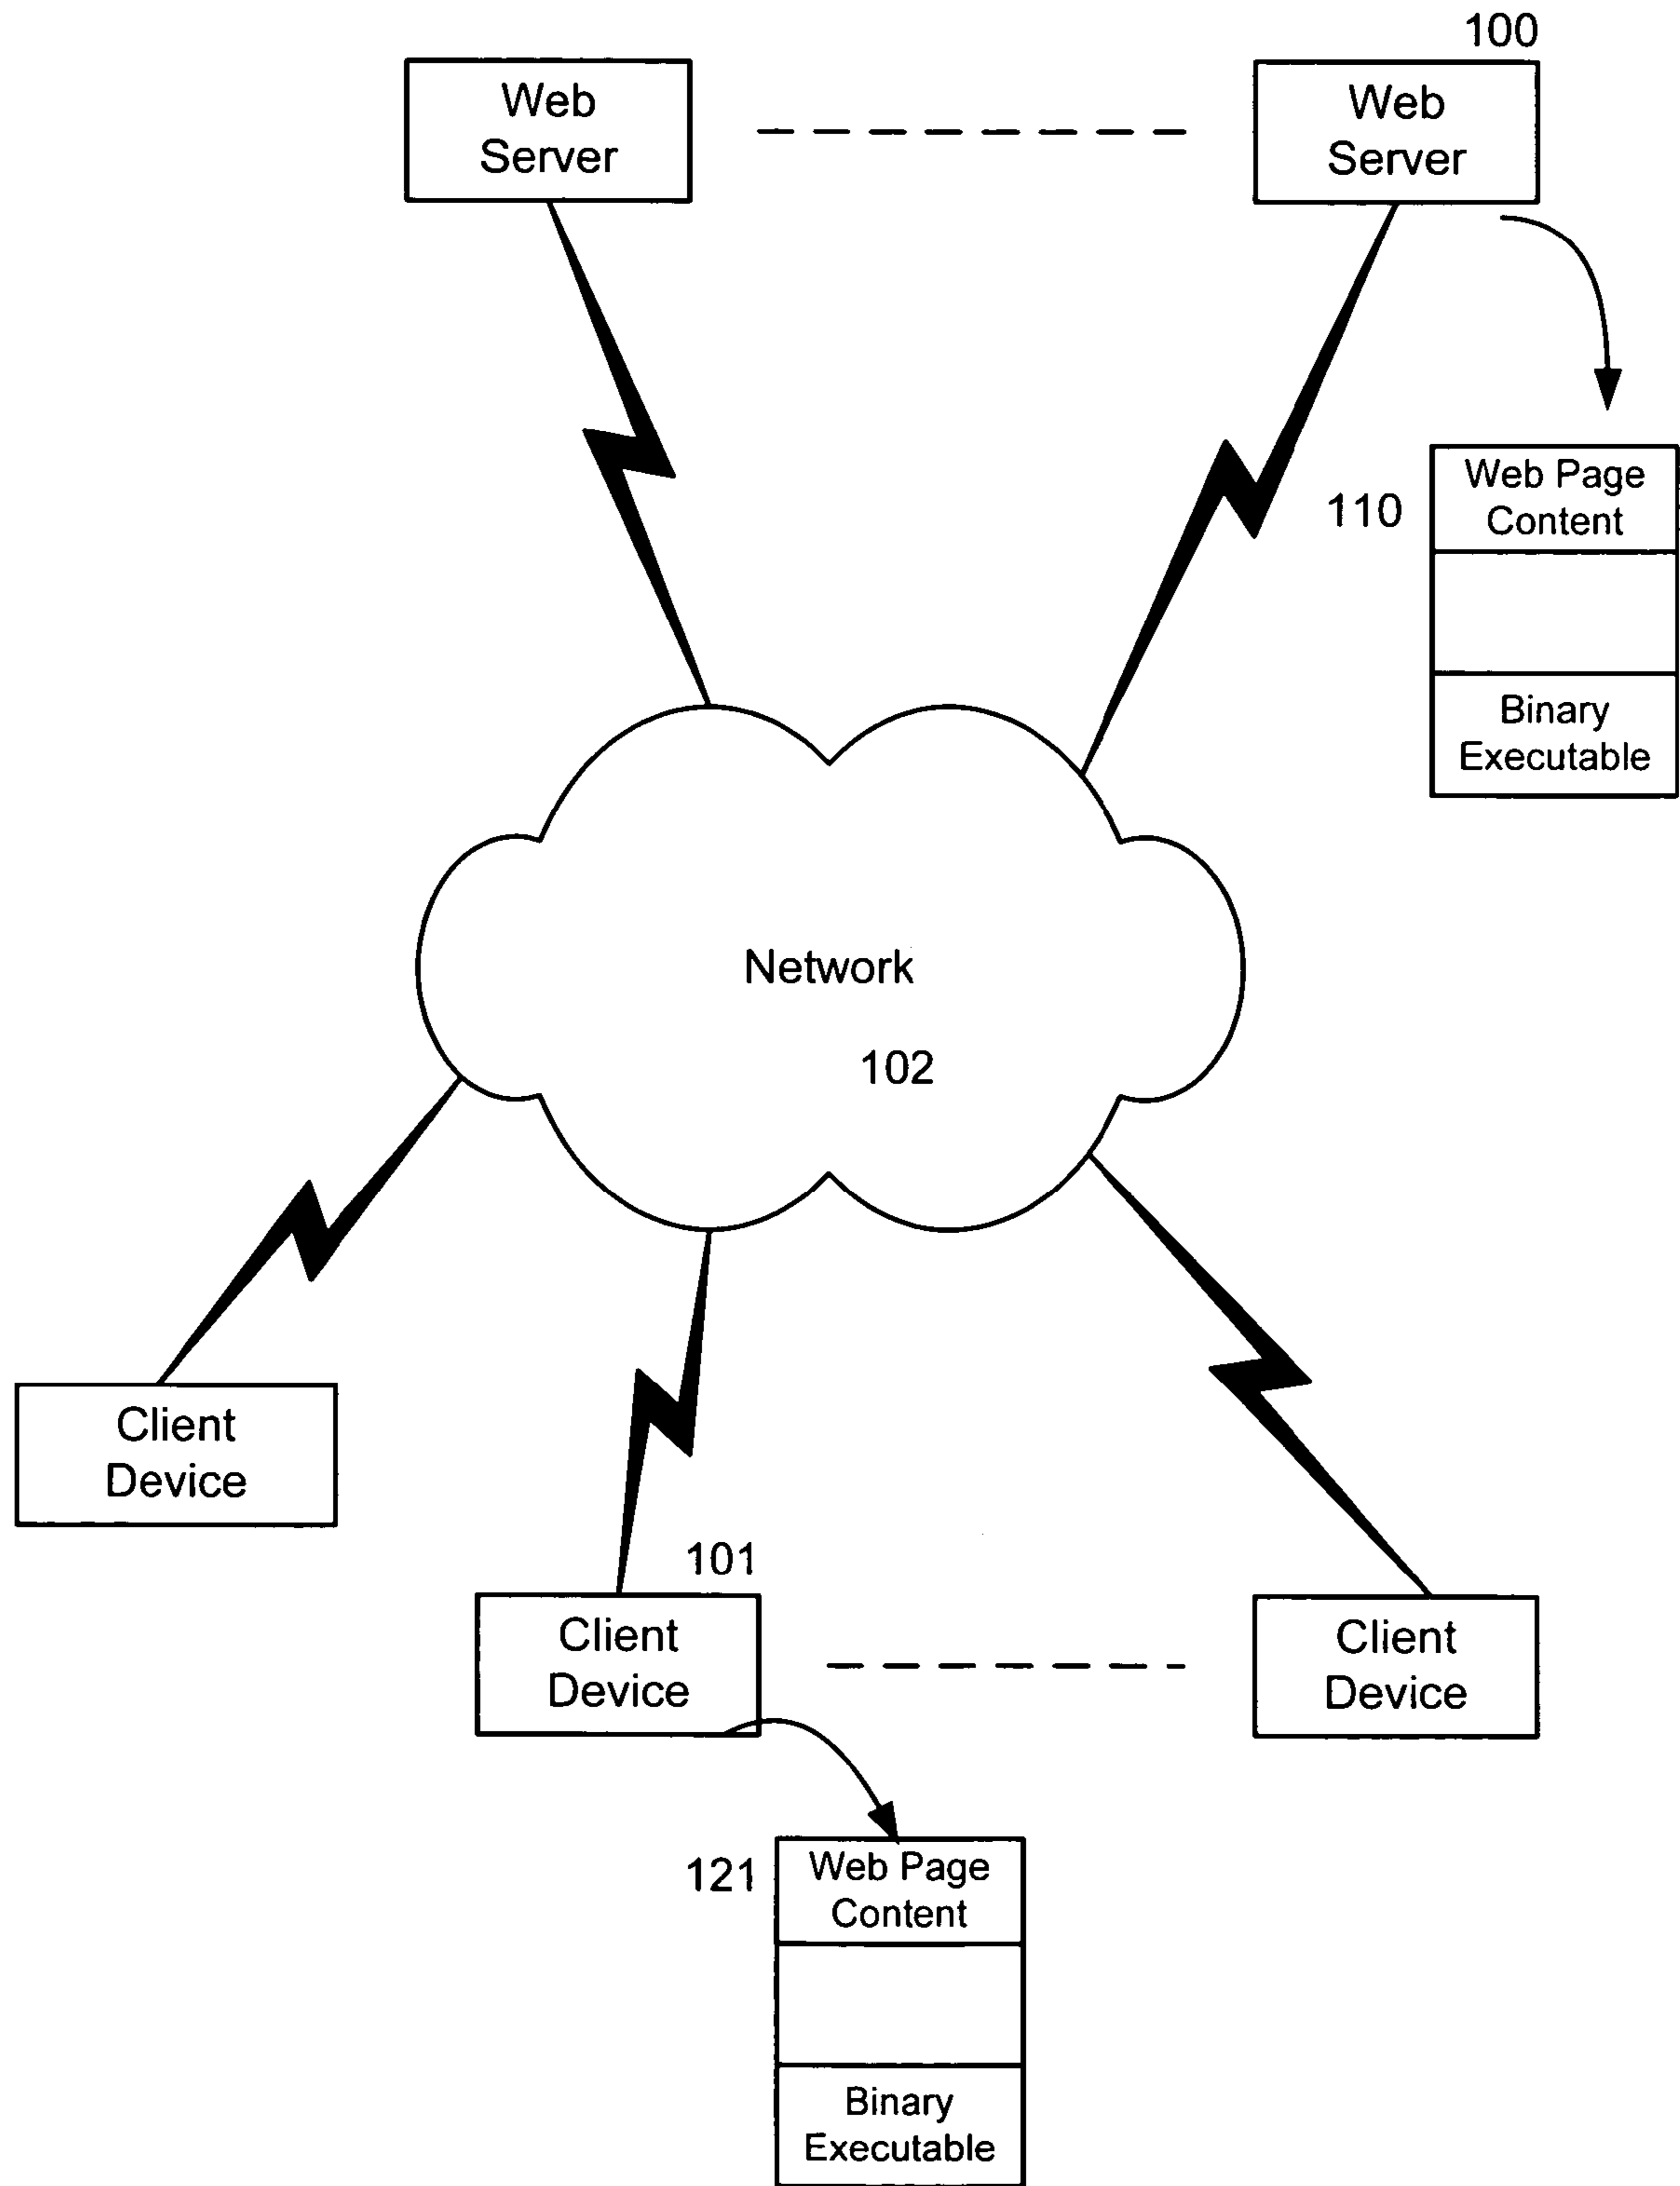 100
Web
Server
Web
Server
110
Web Page
Content
Binary
Executable
Network
102
Client
Device
101
Client
Device
Client
Device
121
Web Page
Content
Binary
Executable